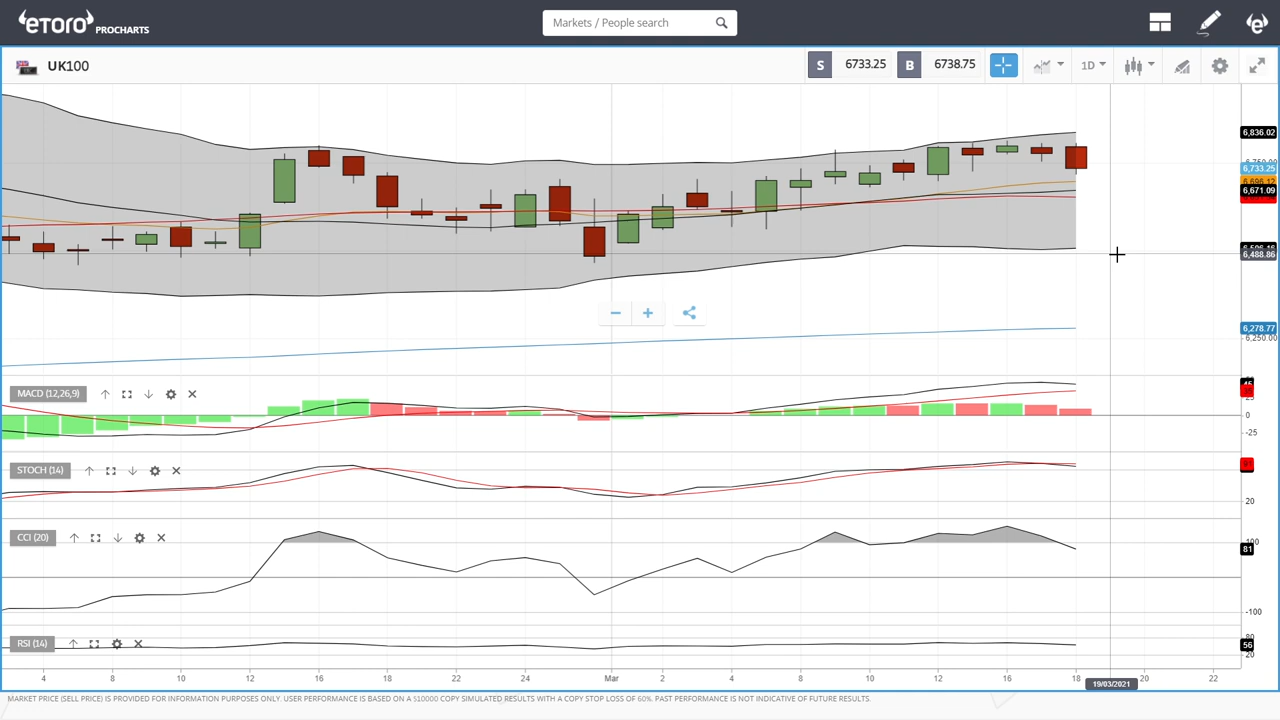 eToro PROCHARTS
Markets / People search
UK100
S 6733.25 B 6738.75
1D
6,836.02
6,733.25
6,671.09
6,488.86
6,278.77
6,250.00
MACD (12,26,9)
0
-25
STOCH (14)
20
CCI (20)
100
81
-100
RSI (14)
80
56
20
4 8 10 12 16 18 22 24 Mar 2 4 8 10 12 16 18 20 22
19/03/2021
MARKET PRICE (SELL PRICE) IS PROVIDED FOR INFORMATION PURPOSES ONLY. USER PERFORMANCE IS BASED ON A $10000 COPY SIMULATED RESULTS WITH A COPY STOP LOSS OF 60%. PAST PERFORMANCE IS NOT INDICATIVE OF FUTURE RESULTS.